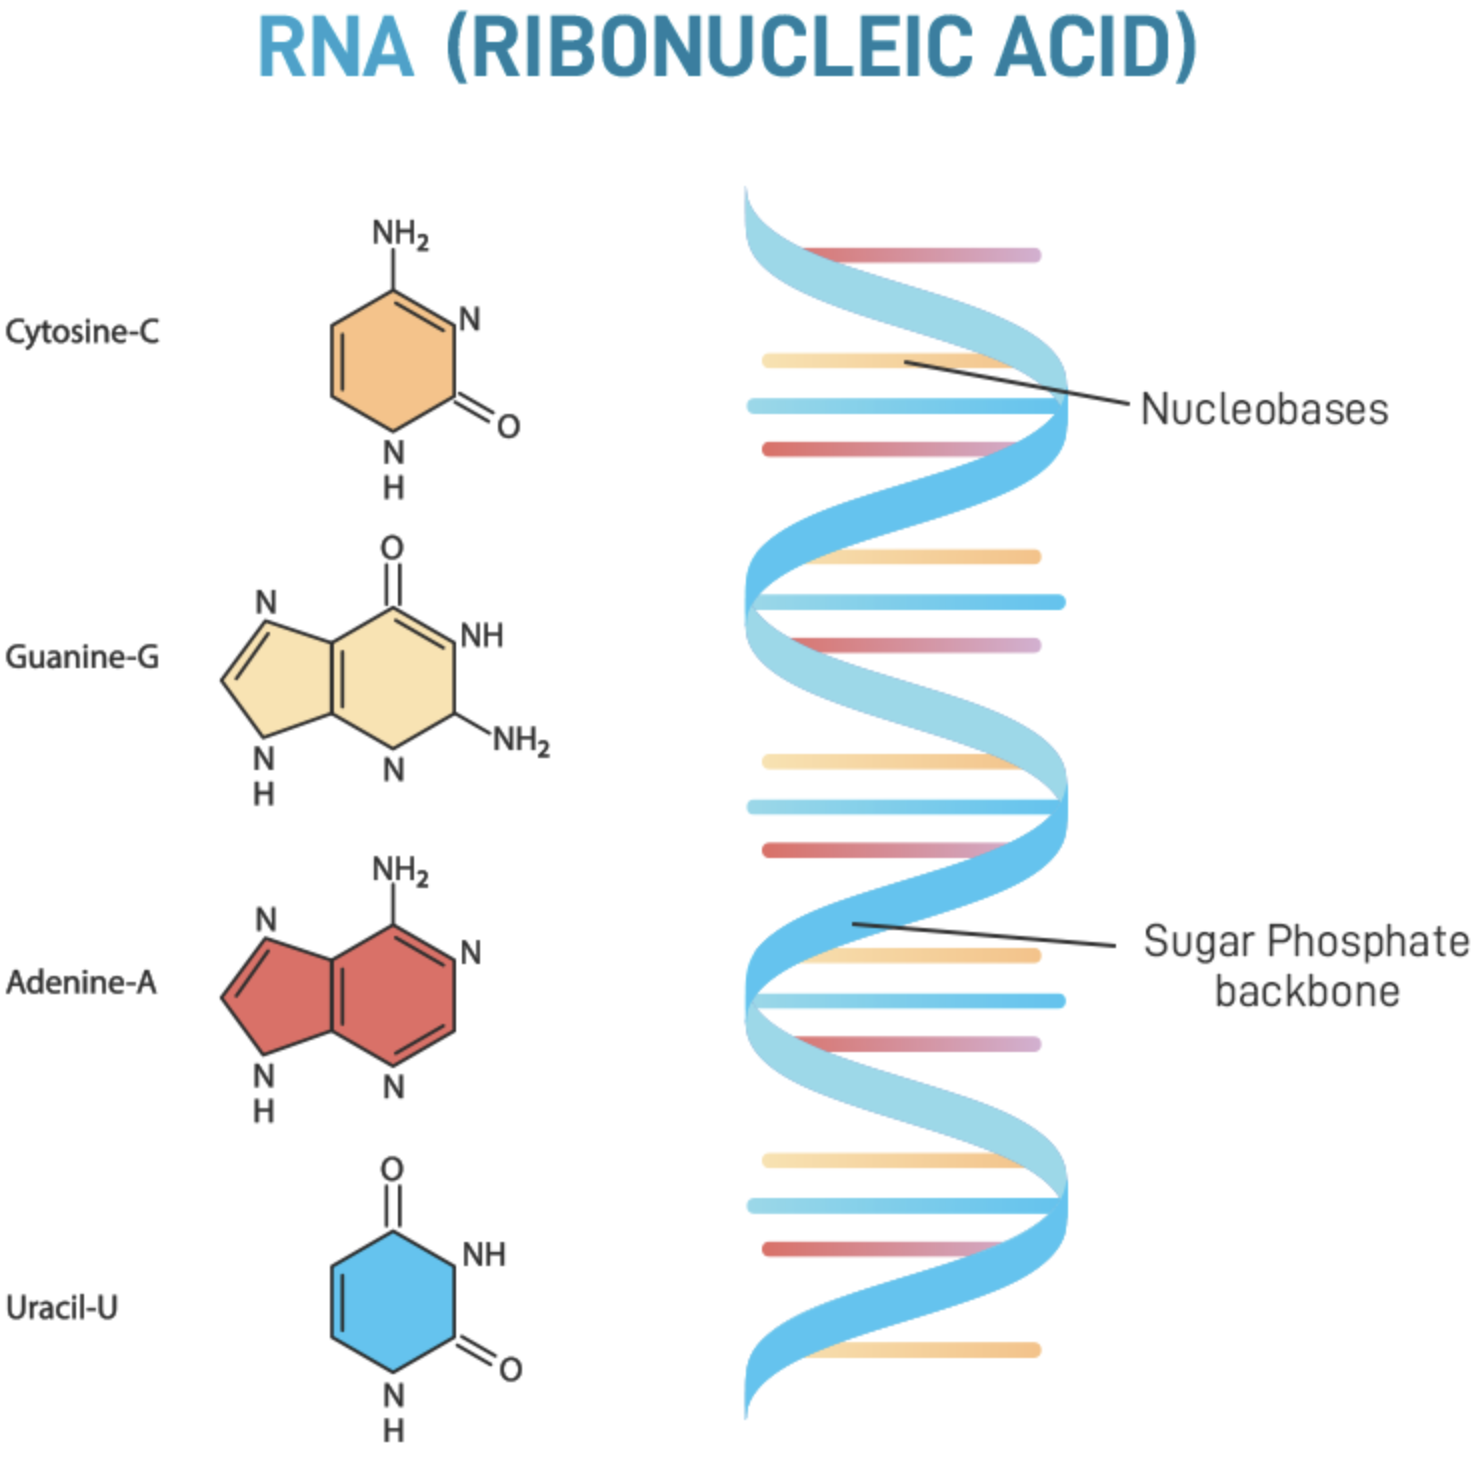 RNA (RIBONUCLEIC ACID)
NH₂
Cytosine-C
N
O
N
H
O
N
NH
Guanine-G
NH₂
N
H
N
NH₂
N
N
Adenine-A
N
H
N
O
NH
Uracil-U
O
N
H
Nucleobases
Sugar Phosphate
backbone